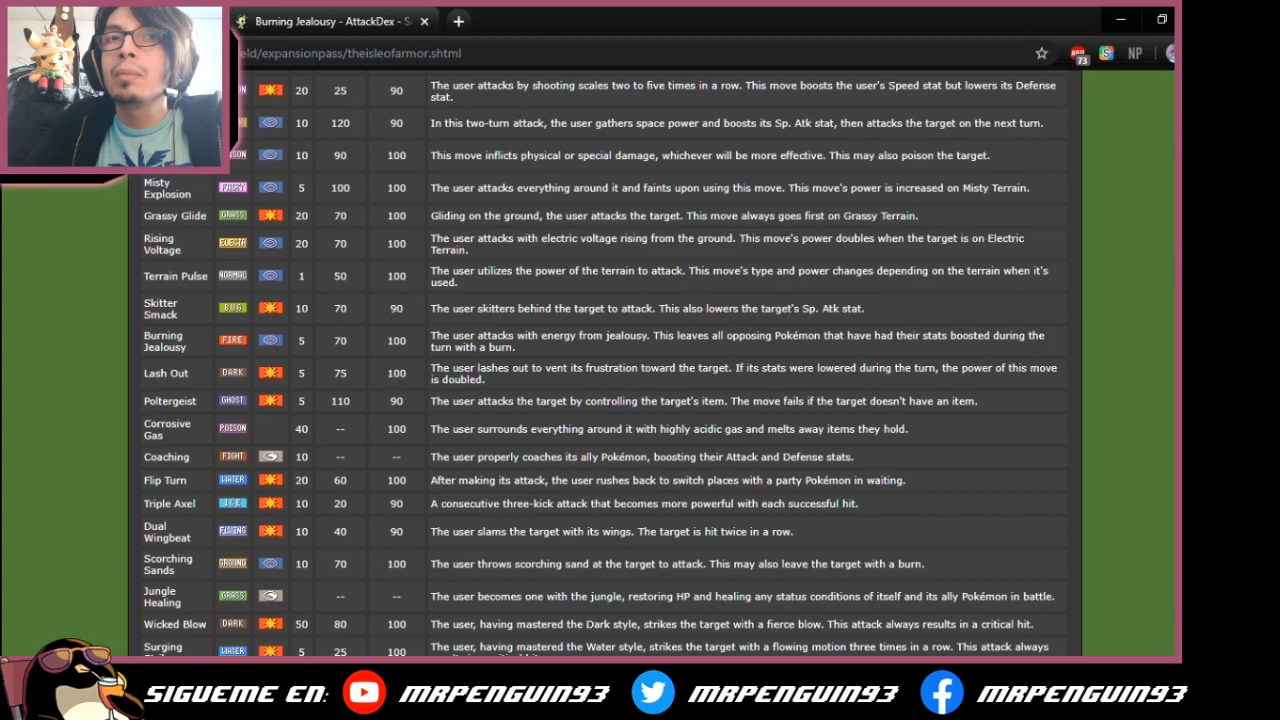 Burning Jealousy - AttackDex - S
eld/expansionpass/theisleofarmor.shtml
73
NP
20 25 90 The user attacks by shooting scales two to five times in a row. This move boosts the user's Speed stat but lowers its Defense
stat.
10 120 90 In this two-turn attack, the user gathers space power and boosts its Sp. Atk stat, then attacks the target on the next turn.
10 90 100 This move inflicts physical or special damage, whichever will be more effective. This may also poison the target.
Misty
Explosion FAIRY 5 100 100 The user attacks everything around it and faints upon using this move. This move's power is increased on Misty Terrain.
Grassy Glide GRASS 20 70 100 Gliding on the ground, the user attacks the target. This move always goes first on Grassy Terrain.
Rising
Voltage ELECTR 20 70 100 The user attacks with electric voltage rising from the ground. This move's power doubles when the target is on Electric
Terrain.
Terrain Pulse NORMAL 1 50 100 The user utilizes the power of the terrain to attack. This move's type and power changes depending on the terrain when it's
used.
Skitter
Smack BUG 10 70 90 The user skitters behind the target to attack. This also lowers the target's Sp. Atk stat.
Burning
Jealousy FIRE 5 70 100 The user attacks with energy from jealousy. This leaves all opposing Pokémon that have had their stats boosted during the
turn with a burn.
Lash Out DARK 5 75 100 The user lashes out to vent its frustration toward the target. If its stats were lowered during the turn, the power of this move
is doubled.
Poltergeist GHOST 5 110 90 The user attacks the target by controlling the target's item. The move fails if the target doesn't have an item.
Corrosive
Gas POISON 40 -- 100 The user surrounds everything around it with highly acidic gas and melts away items they hold.
Coaching FIGHT 10 -- -- The user properly coaches its ally Pokémon, boosting their Attack and Defense stats.
Flip Turn WATER 20 60 100 After making its attack, the user rushes back to switch places with a party Pokémon in waiting.
Triple Axel ICE 10 20 90 A consecutive three-kick attack that becomes more powerful with each successful hit.
Dual
Wingbeat FLYING 10 40 90 The user slams the target with its wings. The target is hit twice in a row.
Scorching
Sands GROUND 10 70 100 The user throws scorching sand at the target to attack. This may also leave the target with a burn.
Jungle
Healing GRASS -- -- The user becomes one with the jungle, restoring HP and healing any status conditions of itself and its ally Pokémon in battle.
Wicked Blow DARK 50 80 100 The user, having mastered the Dark style, strikes the target with a fierce blow. This attack always results in a critical hit.
Surging
WATER 5 25 100 The user, having mastered the Water style, strikes the target with a flowing motion three times in a row. This attack always
SIGUEME EN: MRPENGUIN93 MRPENGUIN93 MRPENGUIN93